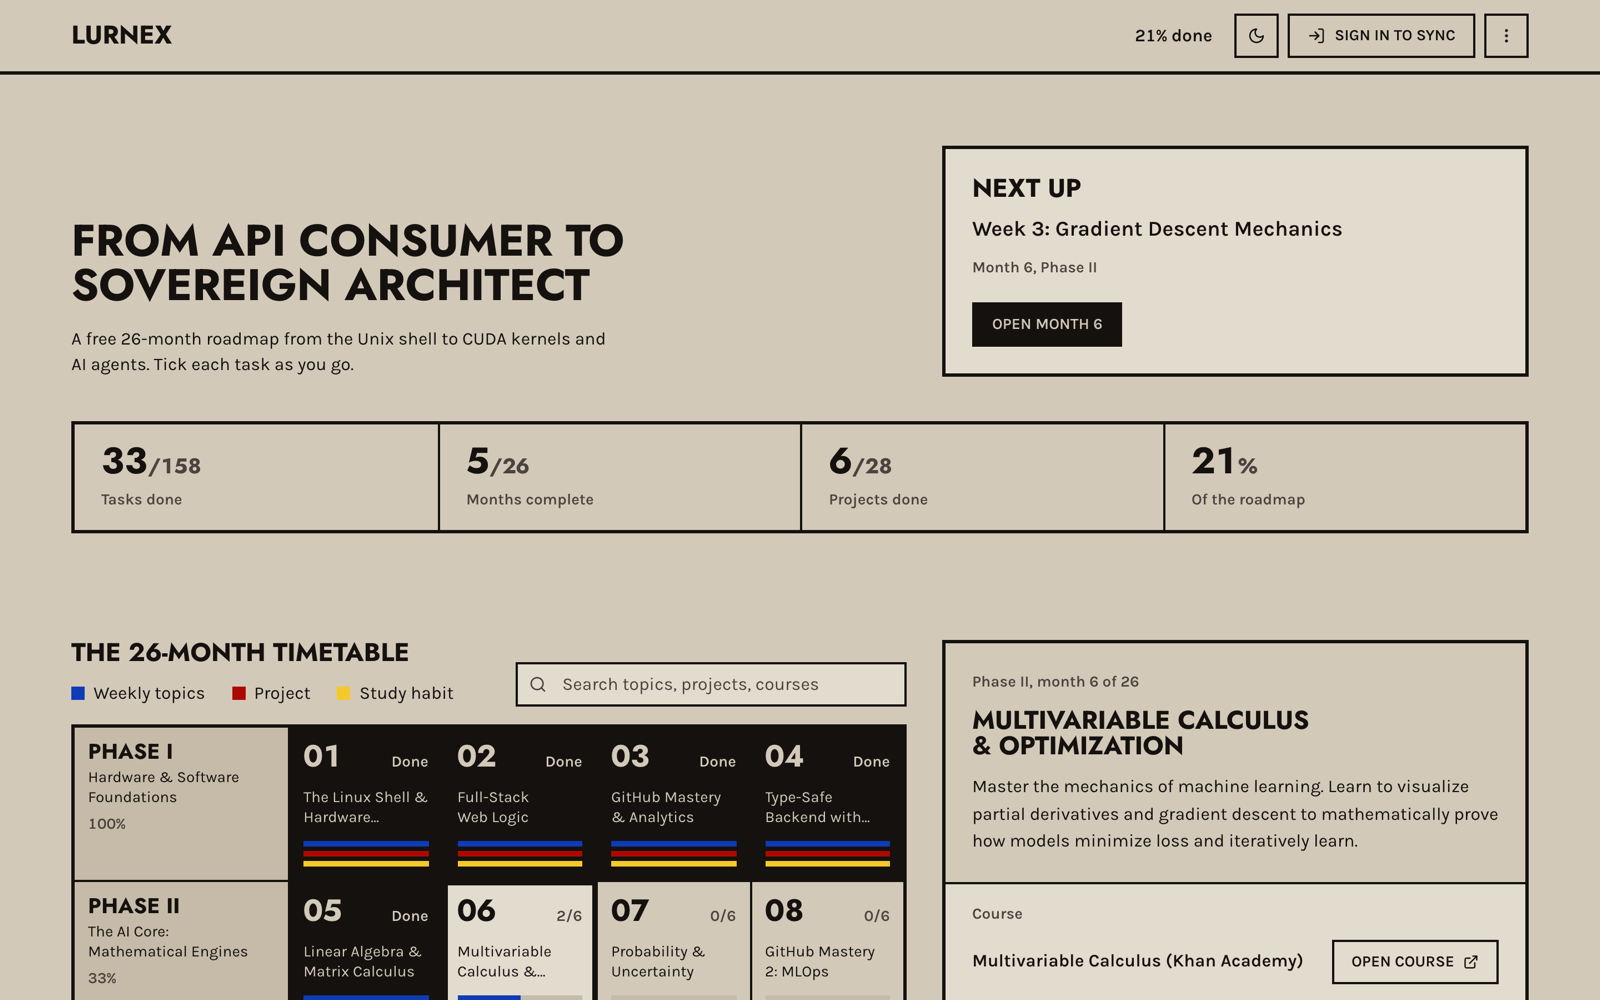 LURNEX
21% done
SIGN IN TO SYNC
FROM API CONSUMER TO
SOVEREIGN ARCHITECT
A free 26-month roadmap from the Unix shell to CUDA kernels and
AI agents. Tick each task as you go.
NEXT UP
Week 3: Gradient Descent Mechanics
Month 6, Phase II
OPEN MONTH 6
33/158
Tasks done
5/26
Months complete
6/28
Projects done
21%
Of the roadmap
THE 26-MONTH TIMETABLE
Weekly topics
Project
Study habit
Search topics, projects, courses
PHASE I
Hardware & Software
Foundations
100%
01
Done
The Linux Shell &
Hardware...
02
Done
Full-Stack
Web Logic
03
Done
GitHub Mastery
& Analytics
04
Done
Type-Safe
Backend with...
PHASE II
The AI Core:
Mathematical Engines
33%
05
Done
Linear Algebra &
Matrix Calculus
06
2/6
Multivariable
Calculus &...
07
0/6
Probability &
Uncertainty
08
0/6
GitHub Mastery
2: MLOps
Phase II, month 6 of 26
MULTIVARIABLE CALCULUS
& OPTIMIZATION
Master the mechanics of machine learning. Learn to visualize
partial derivatives and gradient descent to mathematically prove
how models minimize loss and iteratively learn.
Course
Multivariable Calculus (Khan Academy)
OPEN COURSE